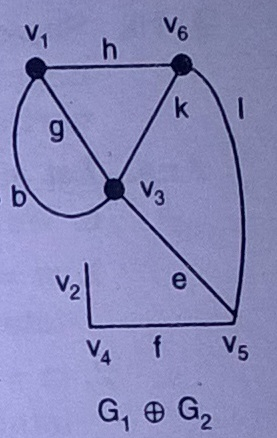 v₁ h v₆
g k l
b v₃
v₂ e
v₄ f v₅
G₁ ⊕ G₂